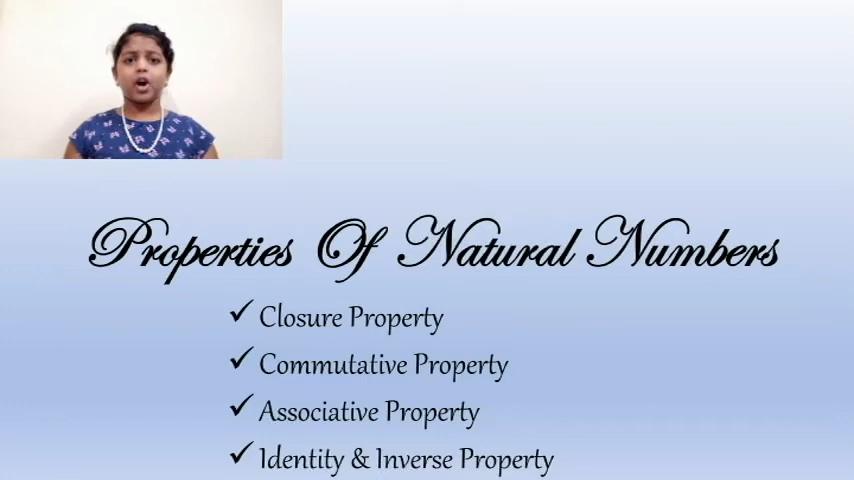 Properties Of Natural Numbers
Closure Property
Commutative Property
Associative Property
Identity & Inverse Property